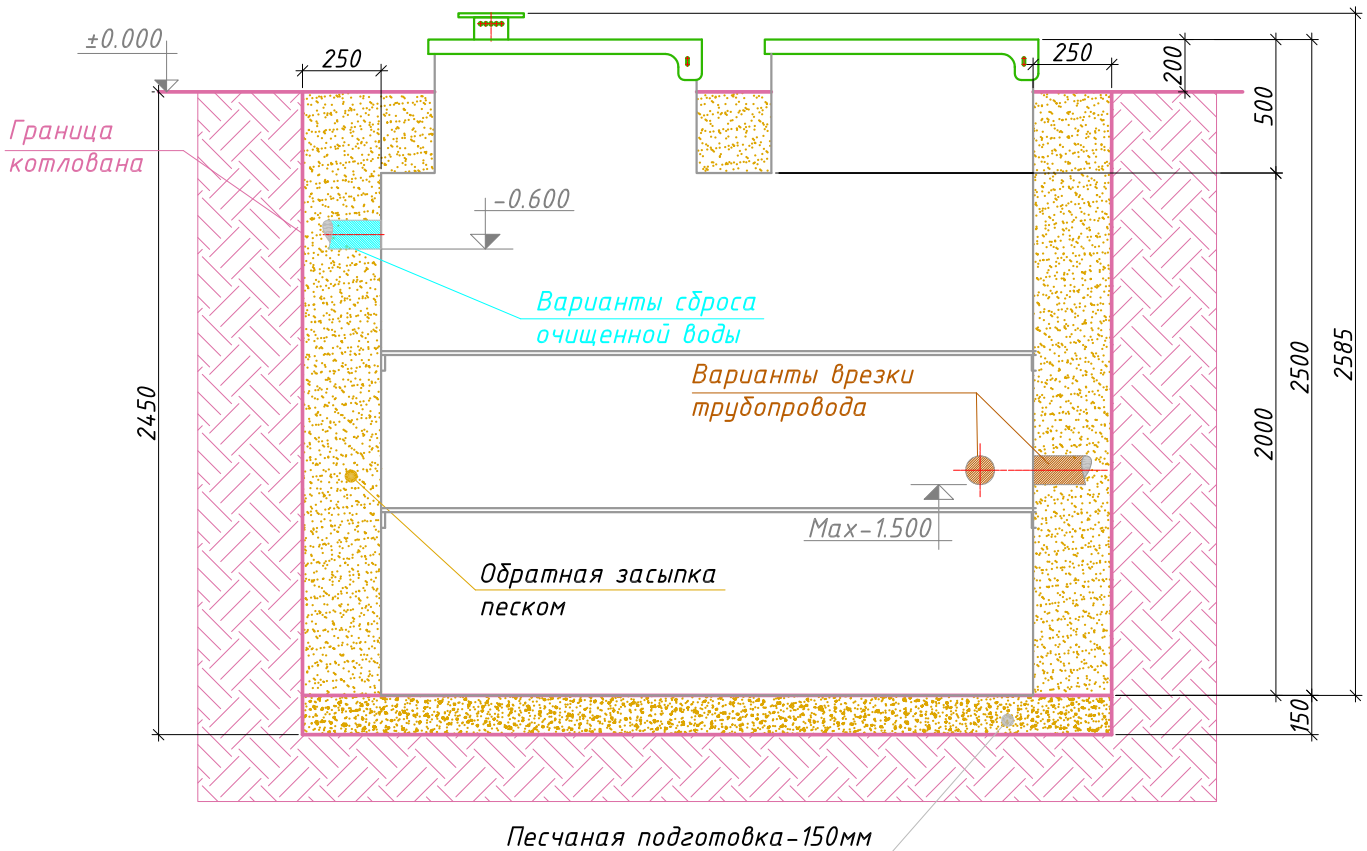 ±0.000
250
250
200
500
Граница
котлована
-0.600
Варианты сброса
очищенной воды
Варианты врезки
трубопровода
2450
2585
2500
2000
Max-1.500
Обратная засыпка
песком
150
Песчаная подготовка-150мм